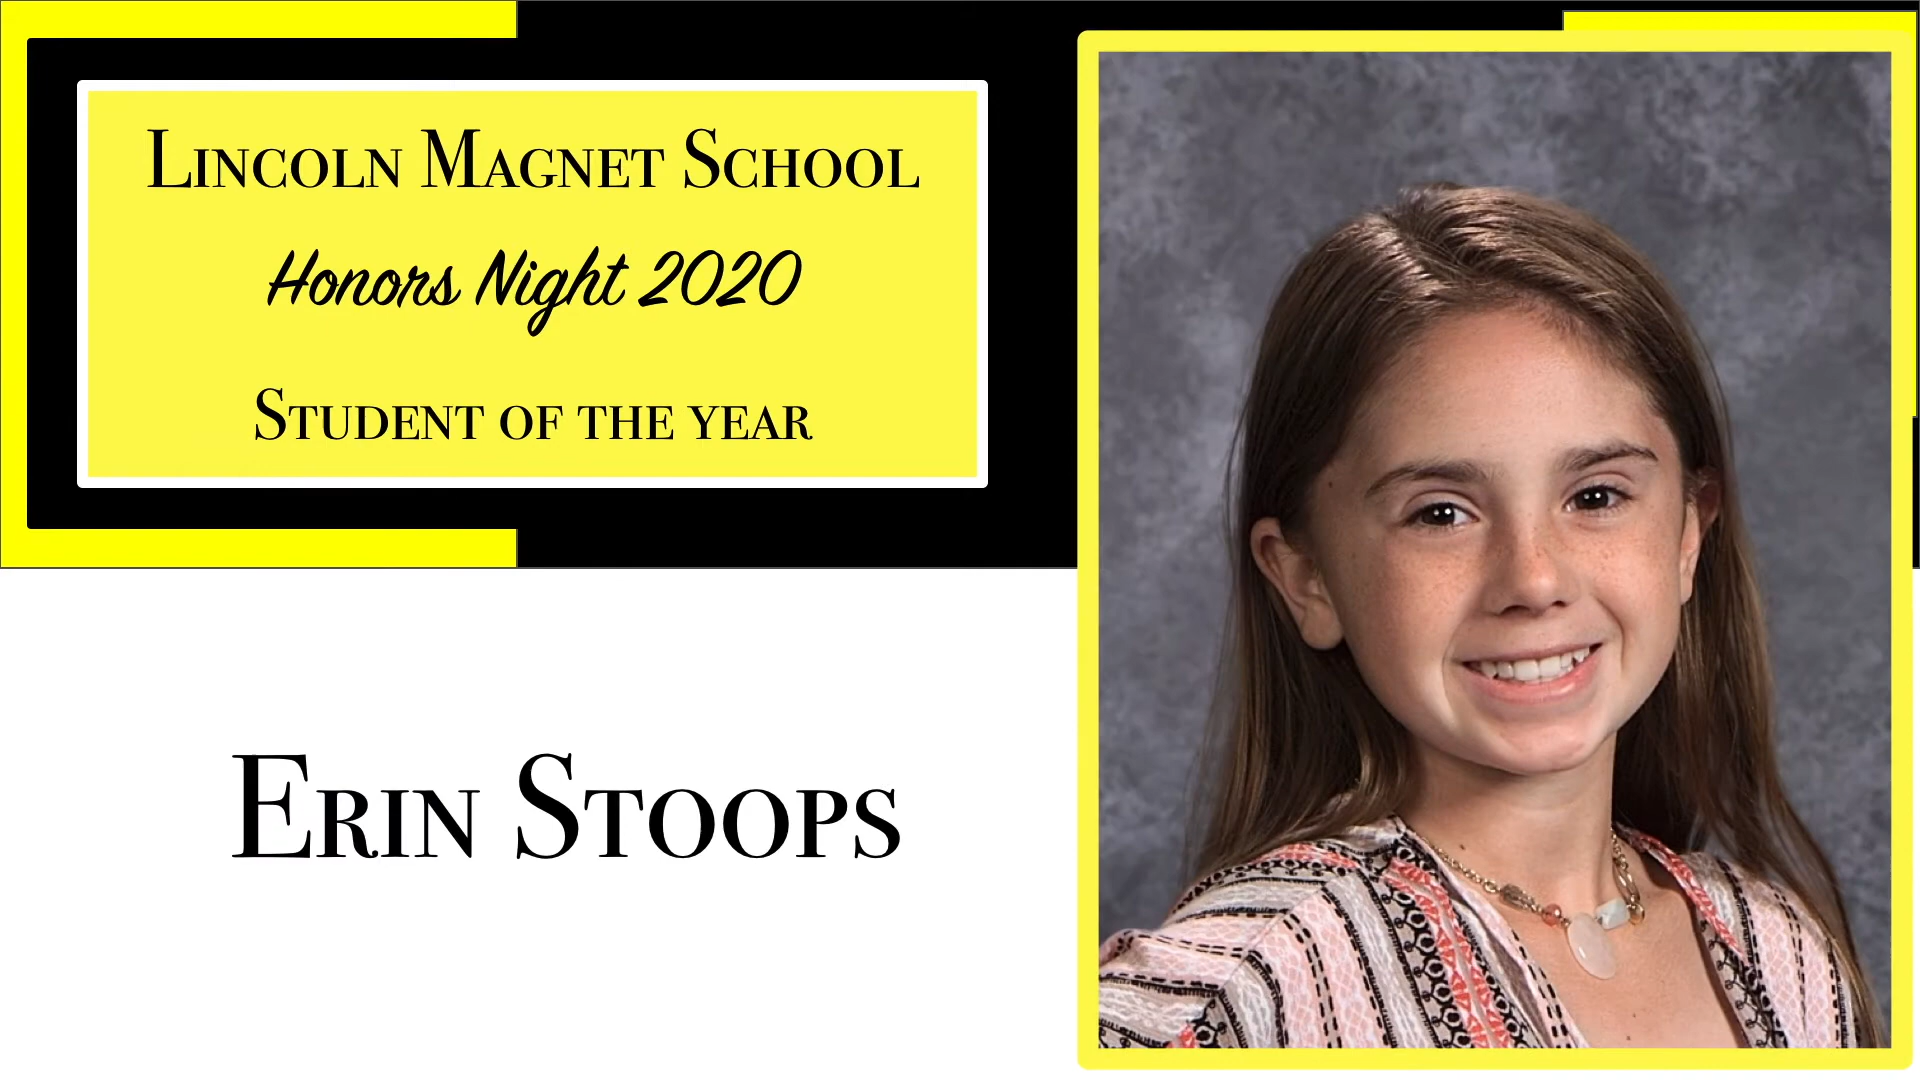 Lincoln Magnet School
Honors Night 2020
Student of the year
Erin Stoops